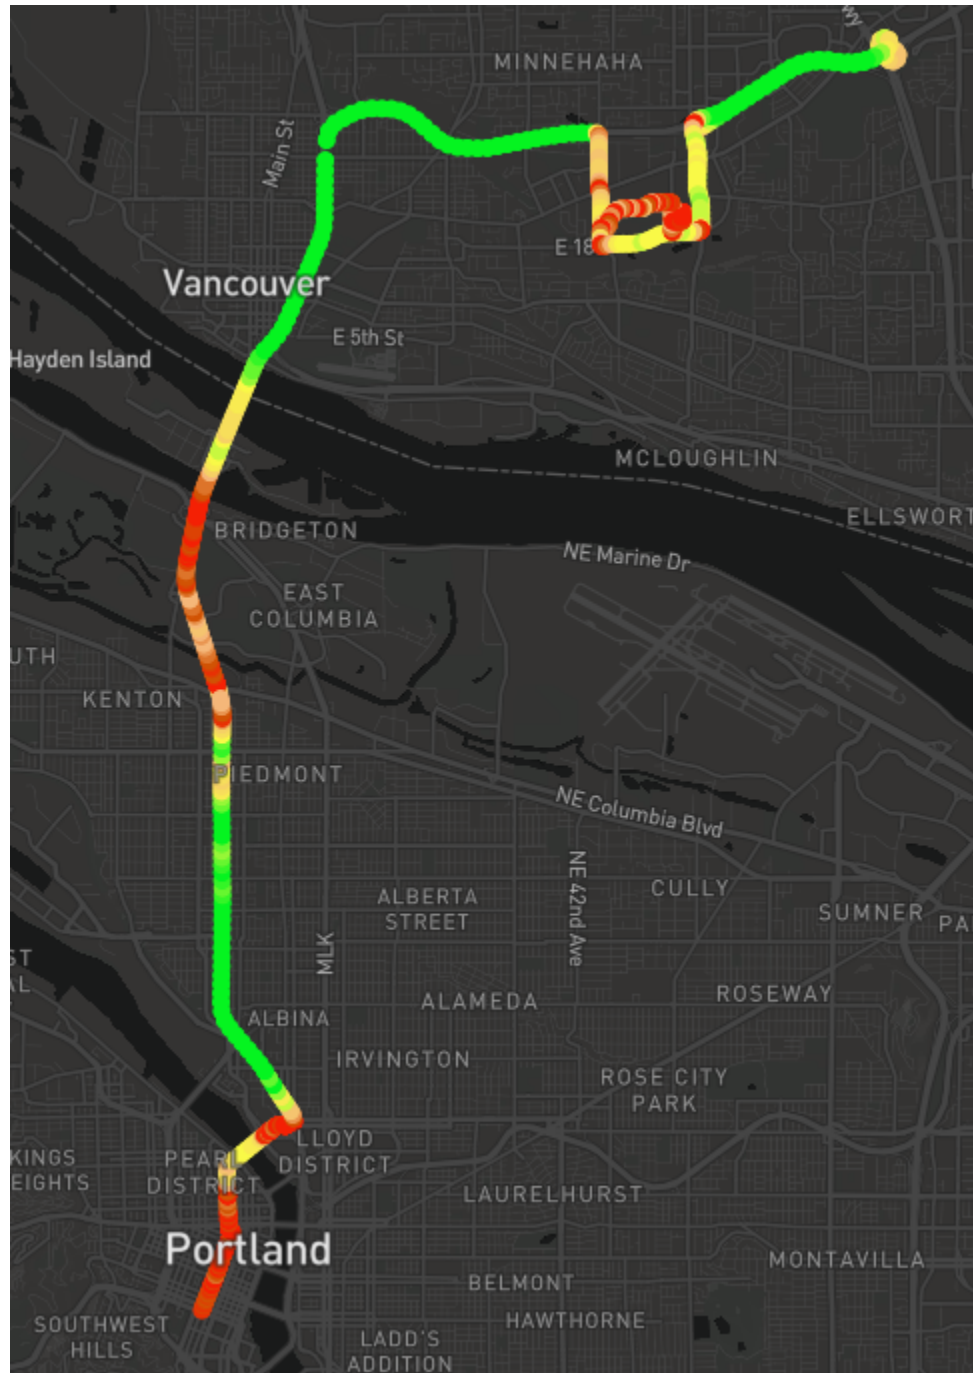 wy
MINNEHAHA
Main St
E 18
Vancouver
E 5th St
Hayden Island
MCLOUGHLIN
ELLSWORT
BRIDGETON
NE Marine Dr
EAST
COLUMBIA
UTH
KENTON
PIEDMONT
NE Columbia Blvd
NE 42nd Ave
CULLY
ALBERTA
STREET
SUMNER
PA
MLK
ST
AL
ROSEWAY
ALAMEDA
ALBINA
IRVINGTON
ROSE CITY
PARK
LLOYD
DISTRICT
KINGS
EIGHTS
PEARL
DISTRICT
LAURELHURST
Portland
MONTAVILLA
BELMONT
HAWTHORNE
SOUTHWEST
HILLS
LADD'S
ADDITION